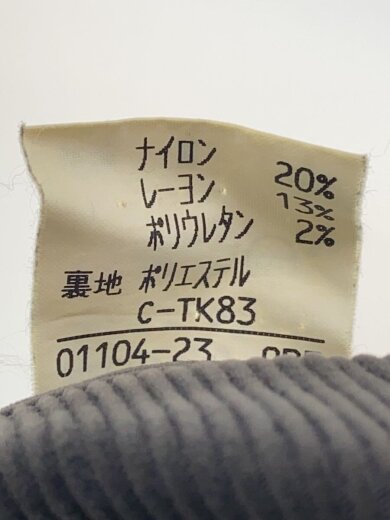 ナイロン 20%
レーヨン 13%
ポリウレタン 2%
裏地 ポリエステル
C-TK83
01104-23